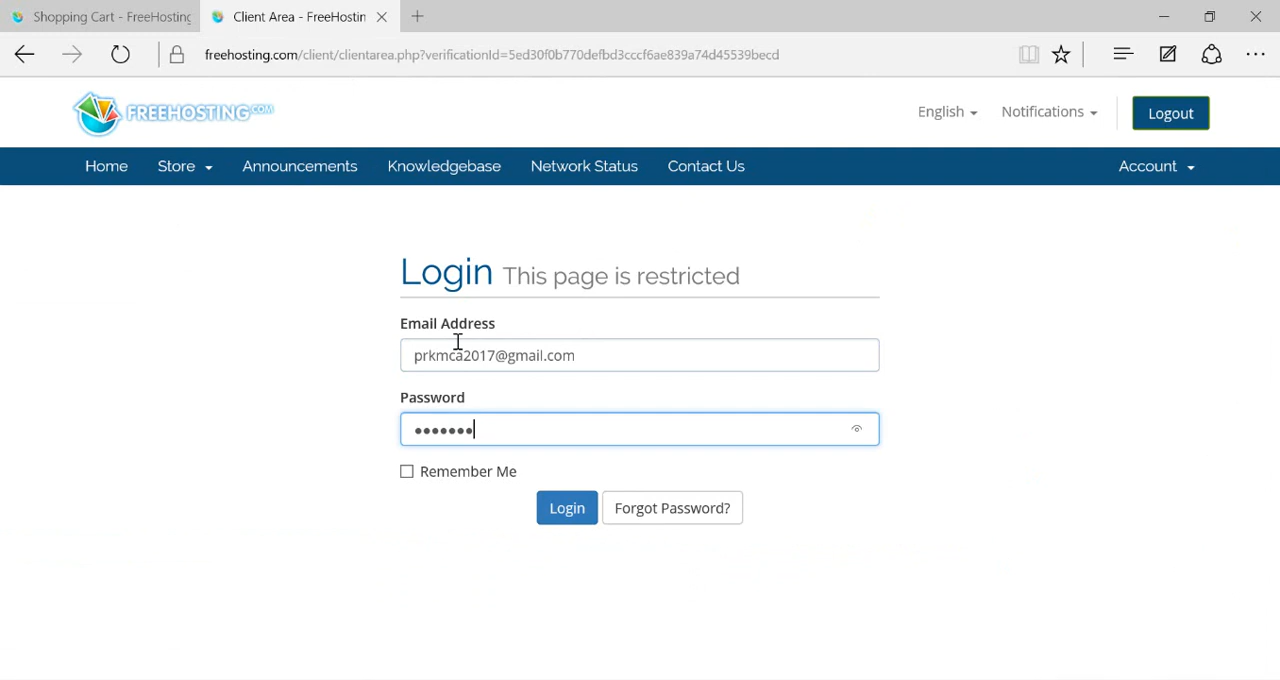 Shopping Cart - FreeHosting
Client Area - FreeHostin
freehosting.com/client/clientarea.php?verificationId=5ed30f0b770defbd3cccf6ae839a74d45539becd
FREEHOSTING.COM
English
Notifications
Logout
Home
Store
Announcements
Knowledgebase
Network Status
Contact Us
Account
Login This page is restricted
Email Address
prkmca2017@gmail.com
Password
•••••••
Remember Me
Login
Forgot Password?